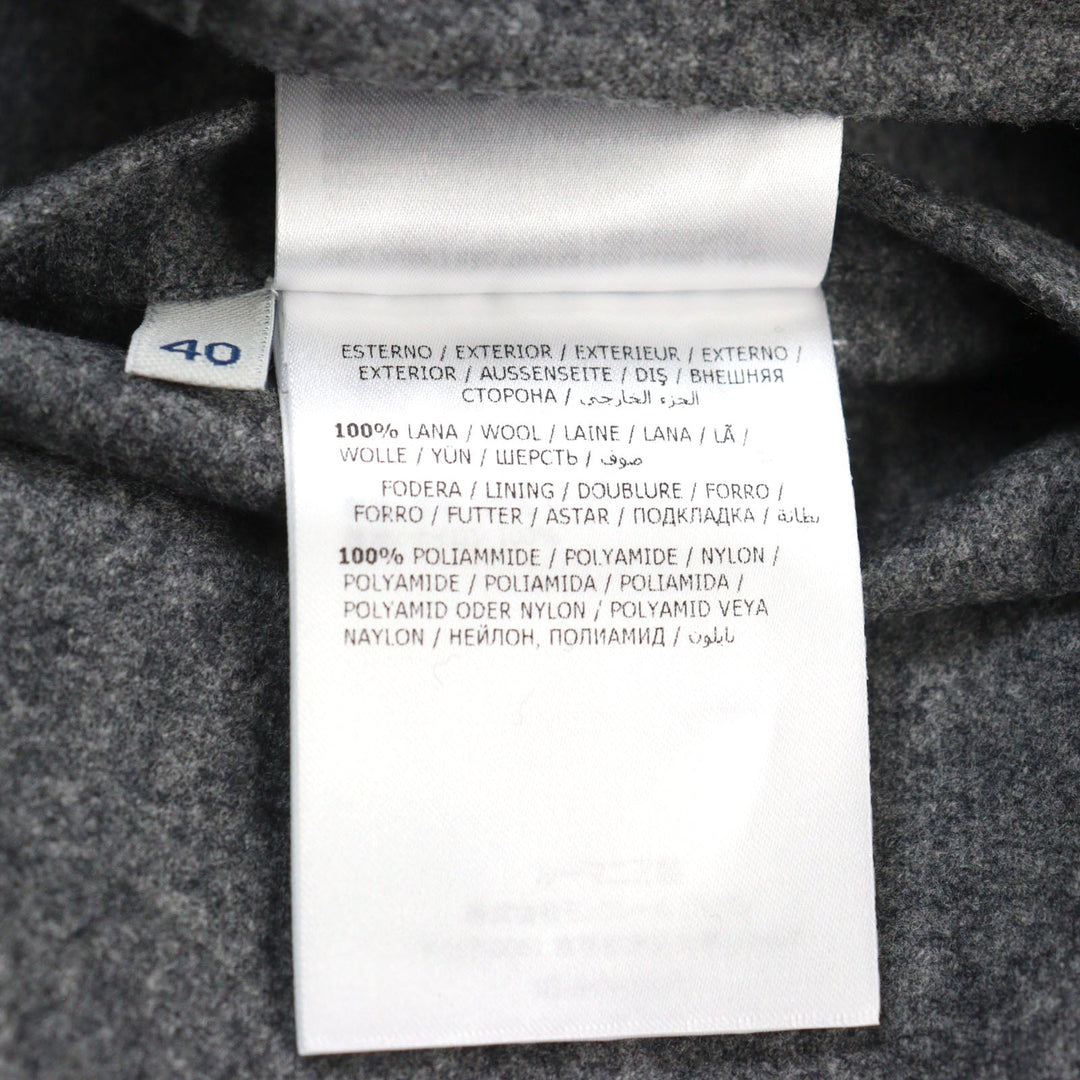 40
ESTERNO / EXTERIOR / EXTERIEUR / EXTERNO /
EXTERIOR / AUSSENSEITE / DIŞ / ВНЕШНЯЯ
СТОРОНА / الجزء الخارجي
100% LANA / WOOL / LAINE / LANA / LÃ /
WOLLE / YÜN / ШЕРСТЬ / صوف
FODERA / LINING / DOUBLURE / FORRO /
FORRO / FUTTER / ASTAR / ПОДКЛАДКА / بطانة
100% POLIAMMIDE / POLYAMIDE / NYLON /
POLYAMIDE / POLIAMIDA / POLIAMIDA /
POLYAMID ODER NYLON / POLYAMID VEYA
NAYLON / НЕЙЛОН, ПОЛИАМИД / نايلون